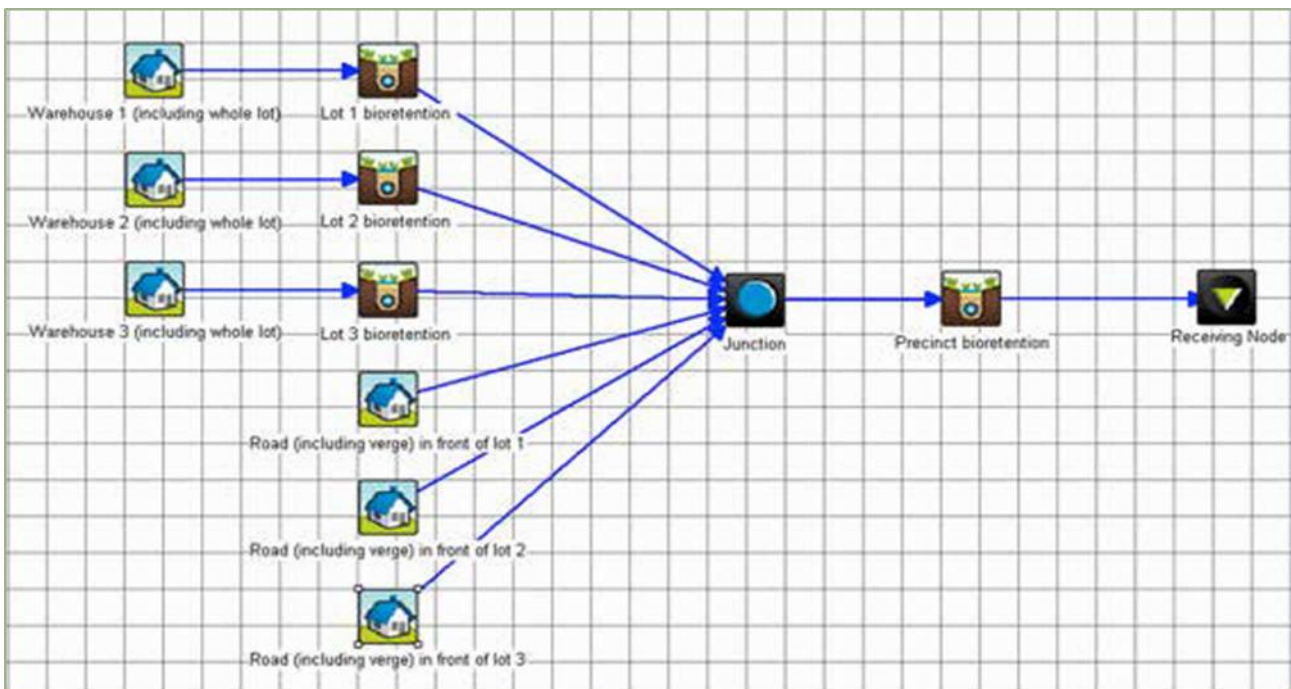 Warehouse 1 (including whole lot)
Lot 1 bioretention
Warehouse 2 (including whole lot)
Lot 2 bioretention
Warehouse 3 (including whole lot)
Lot 3 bioretention
Junction
Precinct bioretention
Receiving Node
Road (including verge) in front of lot 1
Road (including verge) in front of lot 2
Road (including verge) in front of lot 3